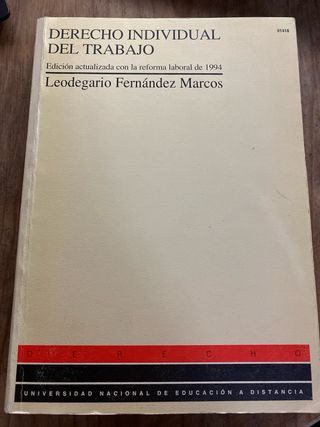 DERECHO INDIVIDUAL
DEL TRABAJO
01418
Edición actualizada con la reforma laboral de 1994
Leodegario Fernández Marcos
DERECHO
UNIVERSIDAD NACIONAL DE EDUCACIÓN A DISTANCIA